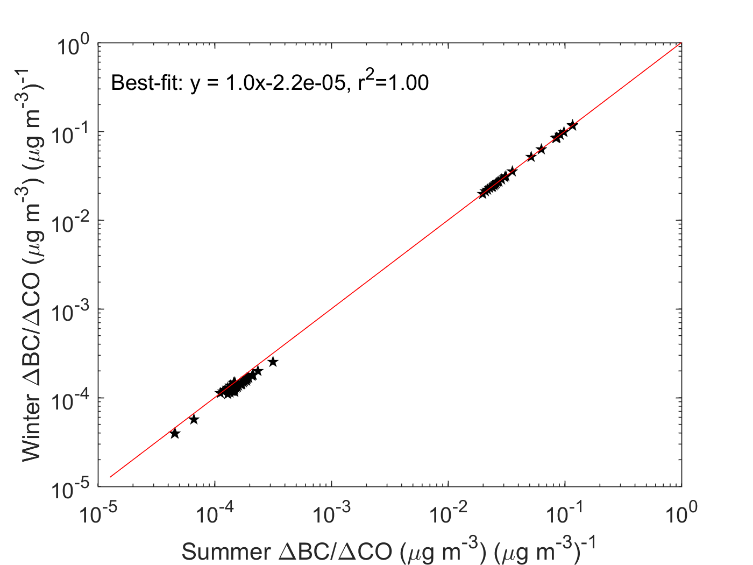 Best-fit: y = 1.0x-2.2e-05, r²=1.00
10⁰
10⁻¹
10⁻²
10⁻³
10⁻⁴
10⁻⁵
Winter ΔBC/ΔCO (μg m⁻³) (μg m⁻³)⁻¹
10⁻⁵ 10⁻⁴ 10⁻³ 10⁻² 10⁻¹ 10⁰
Summer ΔBC/ΔCO (μg m⁻³) (μg m⁻³)⁻¹